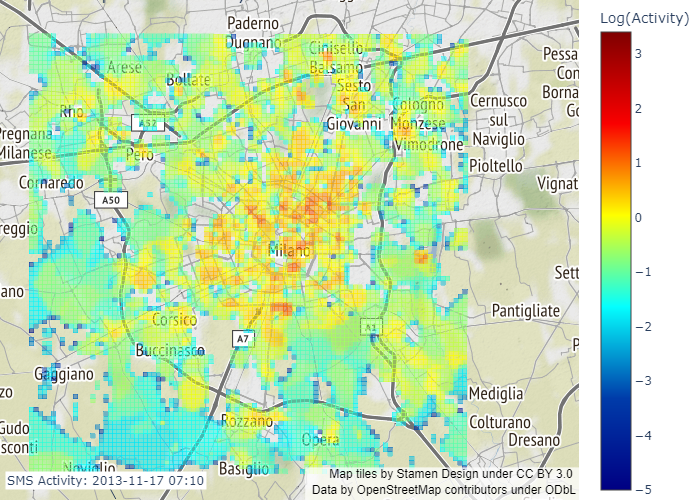 Paderno
Dugnano
Cinisello
Balsamo
Arese
Bollate
Sesto
San
Giovanni
Cologno
Monzese
Vimodrone
Cernusco
sul
Naviglio
Pioltello
Pessa
Con
Borna
Go
Rho
A52
Pregnana
Milanese
Pero
Cornaredo
A50
Vignat
reggio
Milano
Sett
ano
Pantigliate
Corsico
A7
A1
P
Buccinasco
Gaggiano
zo
Mediglia
Rozzano
Colturano
Dresano
Gudo
sconti
Opera
Noviglio
Basiglio
SMS Activity: 2013-11-17 07:10
Map tiles by Stamen Design under CC BY 3.0
Data by OpenStreetMap contributors under ODbL
Log(Activity)
3
2
1
0
−1
−2
−3
−4
−5